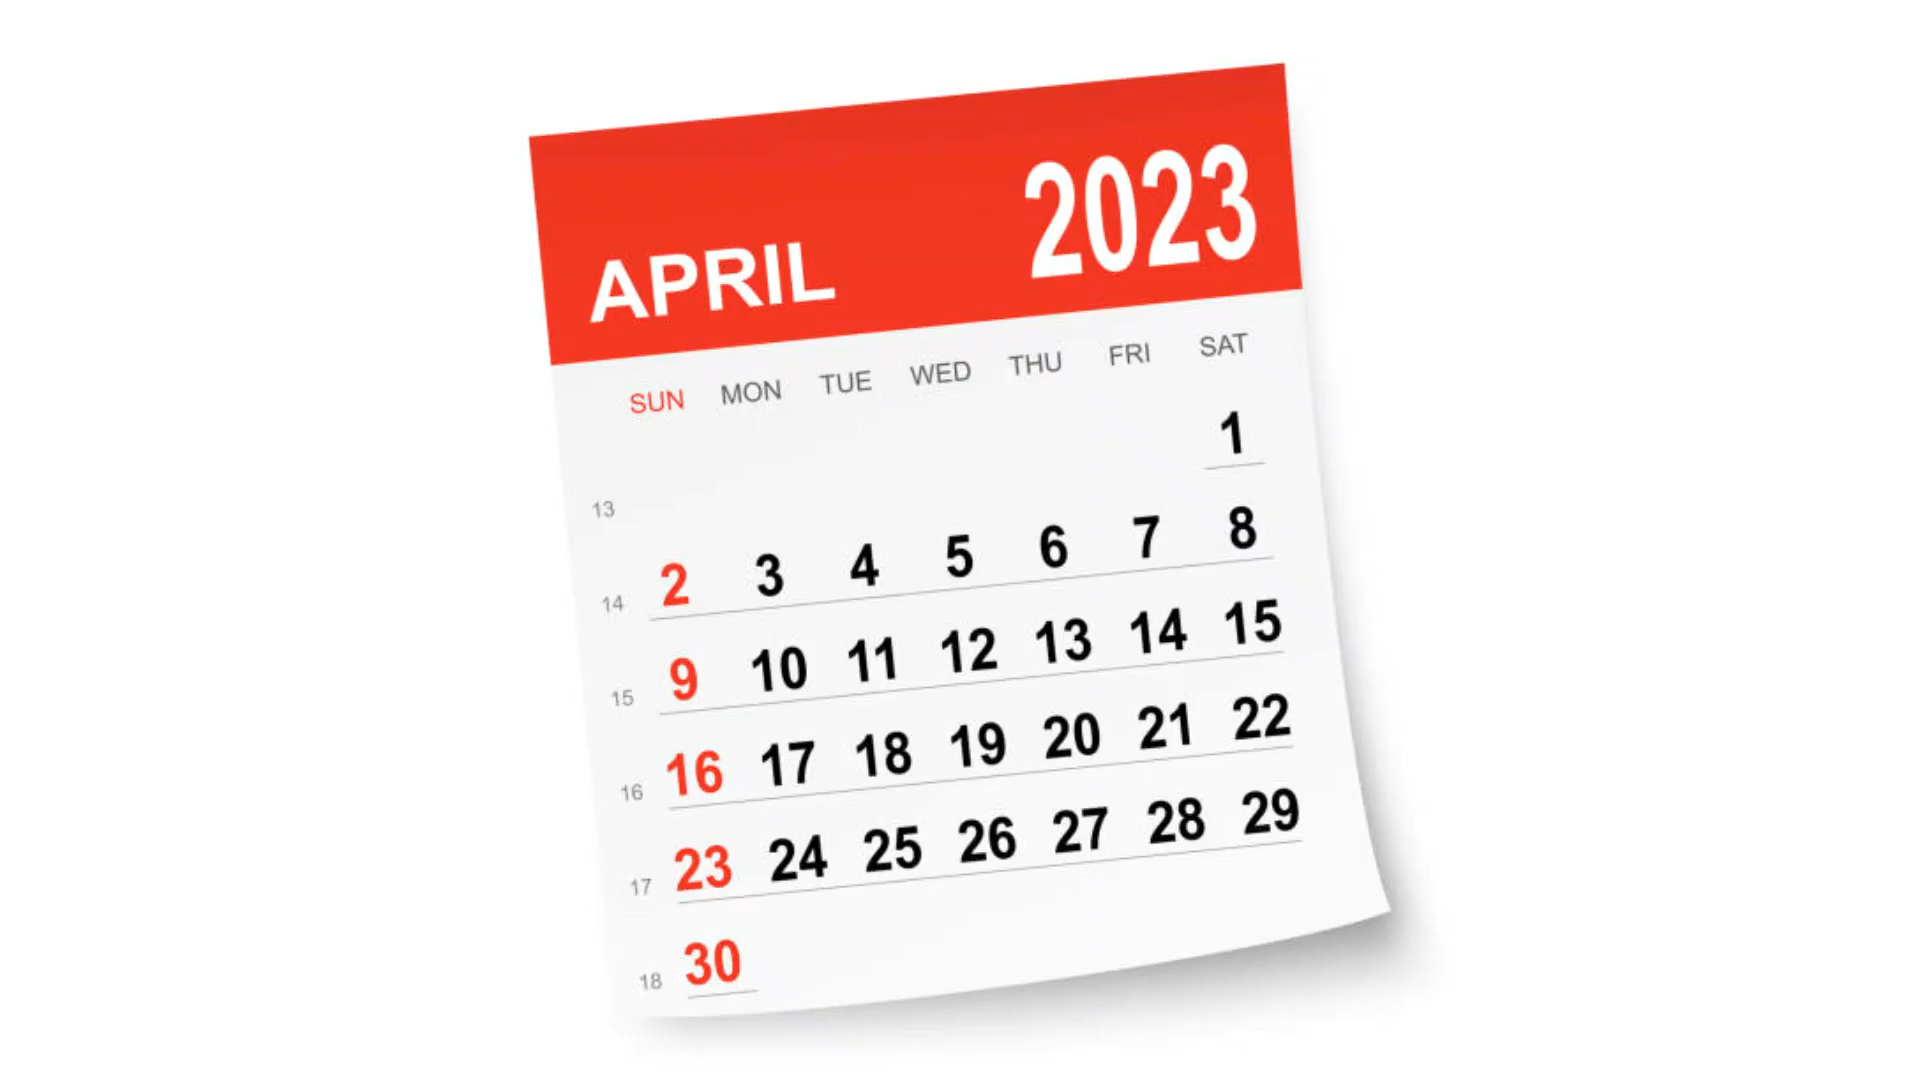 APRIL 2023
SUN MON TUE WED THU FRI SAT
13 1
14 2 3 4 5 6 7 8
15 9 10 11 12 13 14 15
16 16 17 18 19 20 21 22
17 23 24 25 26 27 28 29
18 30